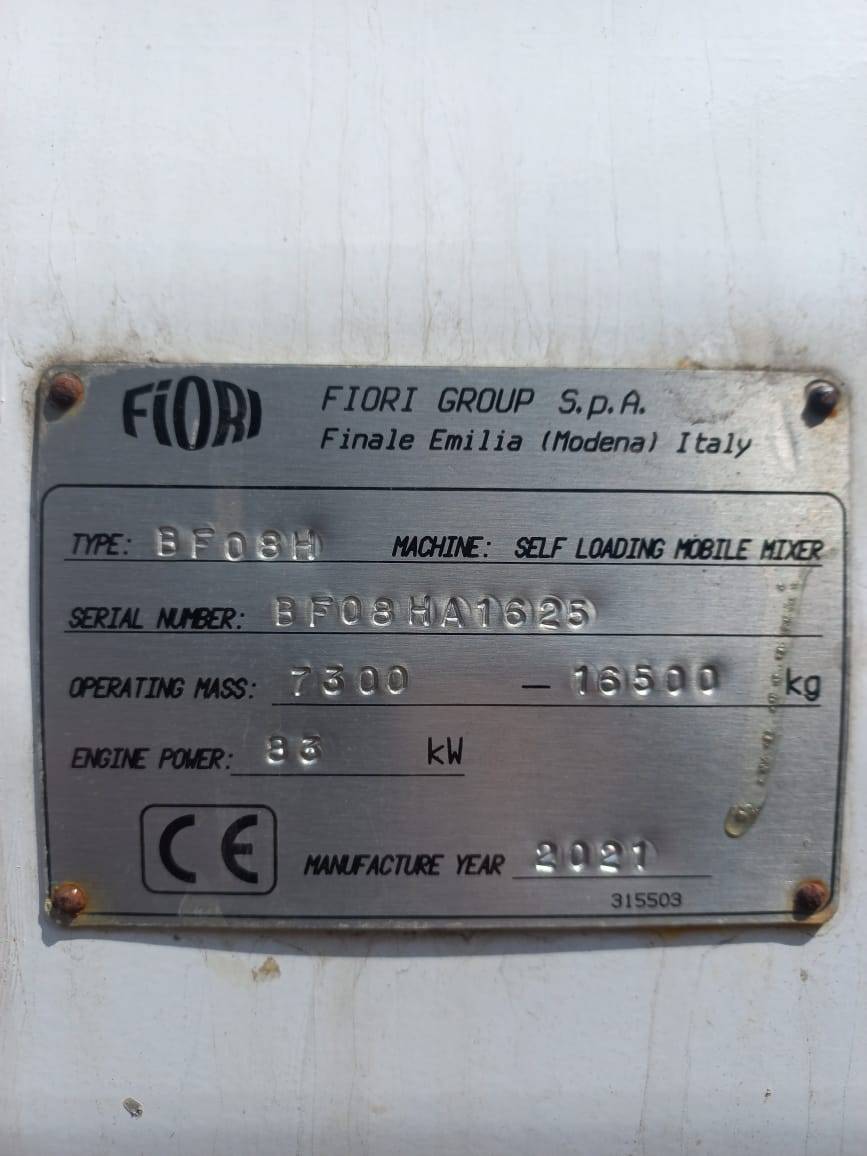 FiORI
FIORI GROUP S.p.A.
Finale Emilia (Modena) Italy
TYPE: BF08H MACHINE: SELF LOADING MOBILE MIXER
SERIAL NUMBER: BF08HA1625
OPERATING MASS: 7300 – 16500 kg
ENGINE POWER: 83 kW
CE MANUFACTURE YEAR 2021
315503